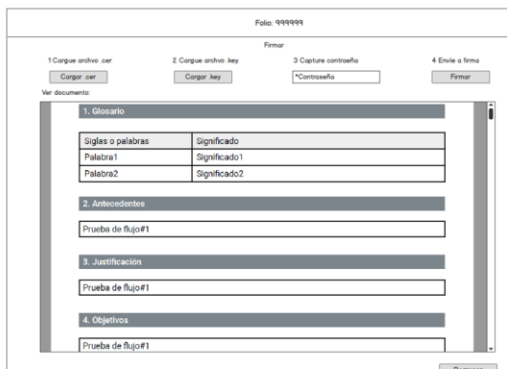 Folio: 999999
Firmar
1 Cargue archvo .cer 2. Cargue archvo .key 3 Capture contraseña 4 Envíe a firma
Cargar .cer Cargar .key *Contraseña Firmar
Ver documento:
1. Glosario
Siglas o palabras Significado
Palabra1 Significado1
Palabra2 Significado2
2. Antecedentes
Prueba de flujo#1
3. Justificación
Prueba de flujo#1
4. Objetivos
Prueba de flujo#1